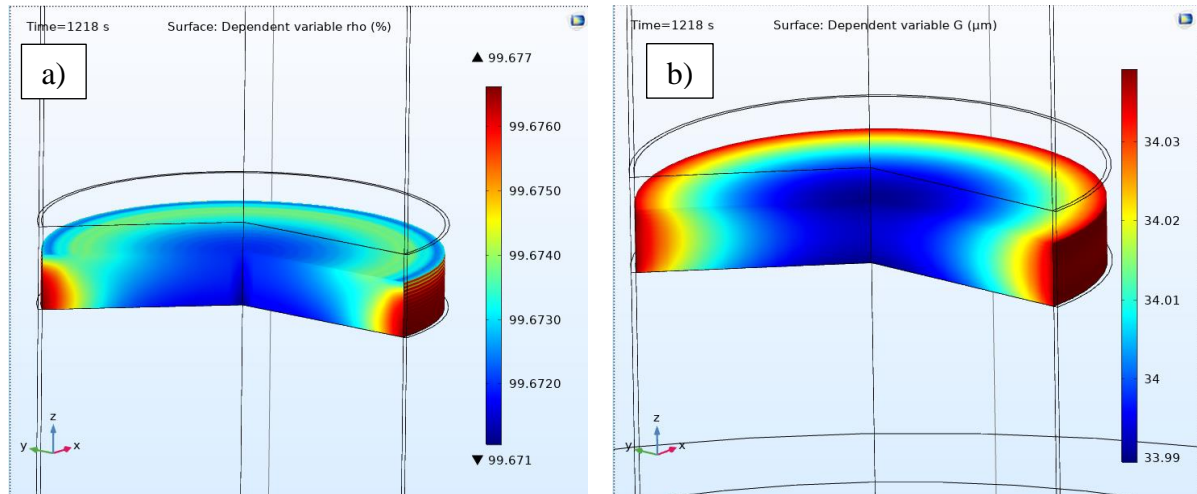 Time=1218 s Surface: Dependent variable rho (%)
a)
▲ 99.677
99.6760
99.6750
99.6740
99.6730
99.6720
▼ 99.671
z
y x
Time=1218 s Surface: Dependent variable G (µm)
b)
34.03
34.02
34.01
34
33.99
z
y x